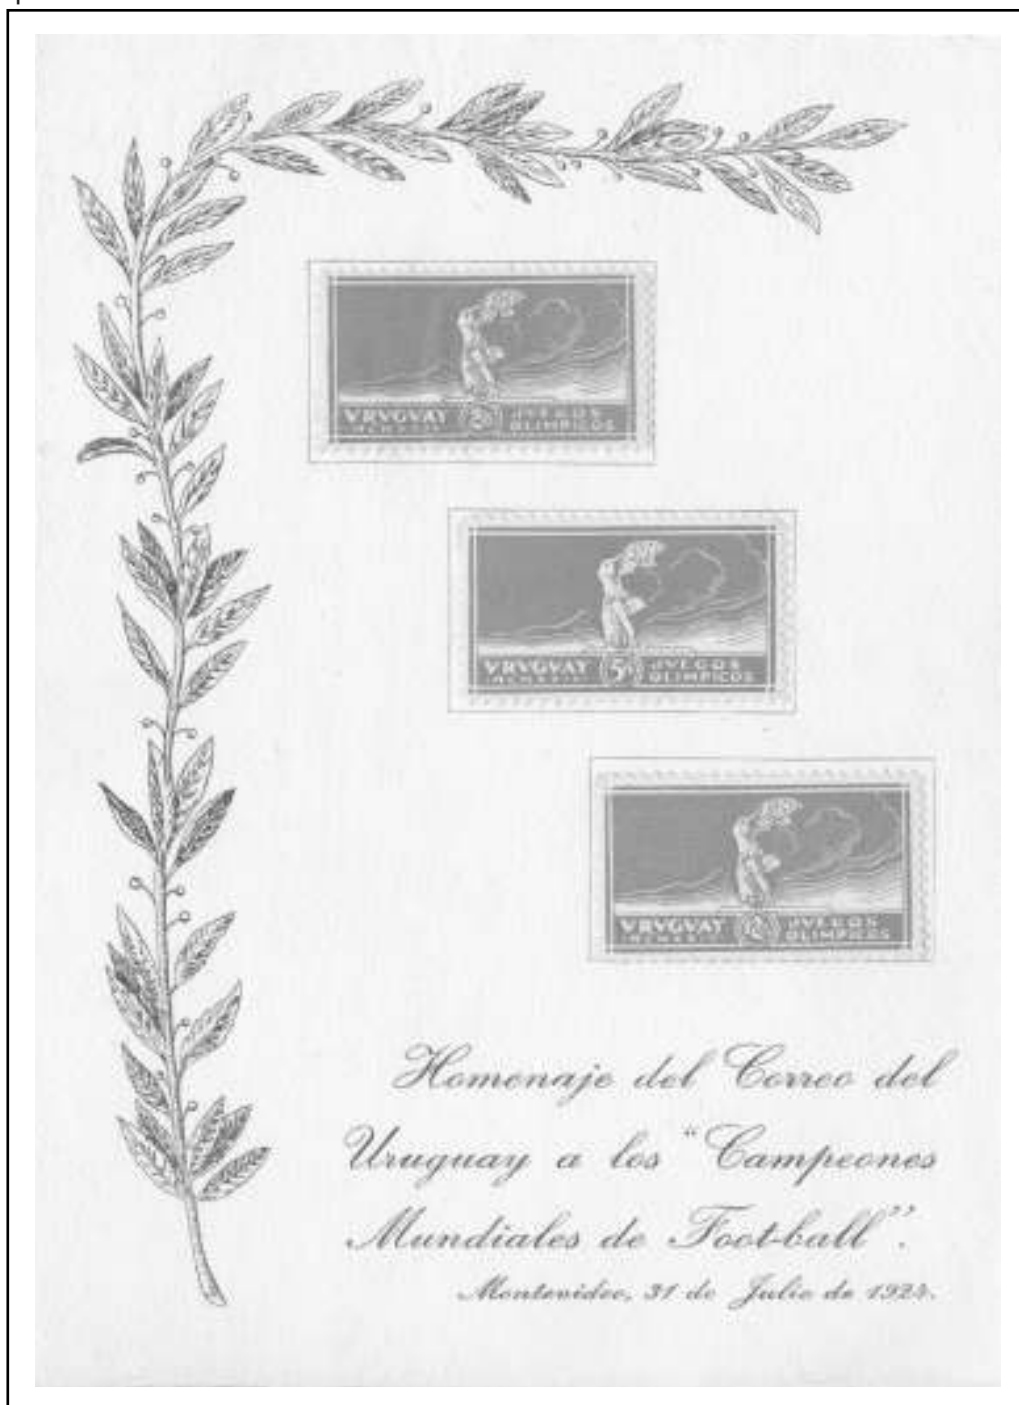 VRVGVAY
JVEGOS
OLIMPICOS
VRVGVAY
5
JVEGOS
OLIMPICOS
VRVGVAY
JVEGOS
OLIMPICOS
Homenaje del Correo del
Uruguay a los "Campeones
Mundiales de Foot-ball".
Montevideo, 31 de Julio de 1924.